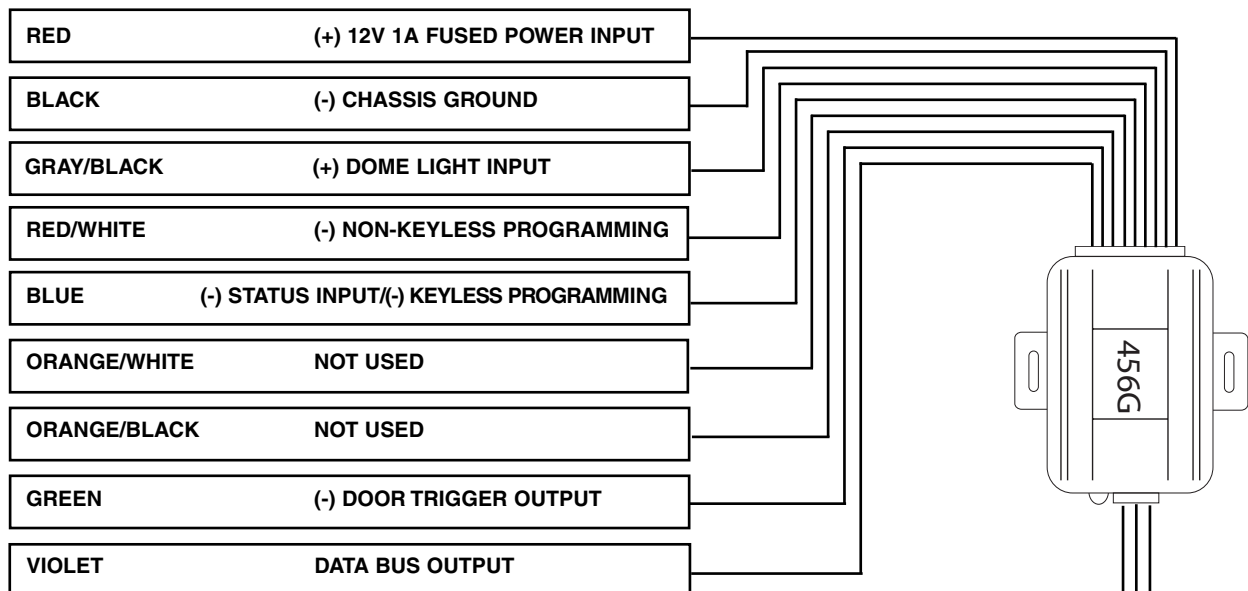 RED (+) 12V 1A FUSED POWER INPUT
BLACK (-) CHASSIS GROUND
GRAY/BLACK (+) DOME LIGHT INPUT
RED/WHITE (-) NON-KEYLESS PROGRAMMING
BLUE (-) STATUS INPUT/(-) KEYLESS PROGRAMMING
ORANGE/WHITE NOT USED
ORANGE/BLACK NOT USED
GREEN (-) DOOR TRIGGER OUTPUT
VIOLET DATA BUS OUTPUT
456G